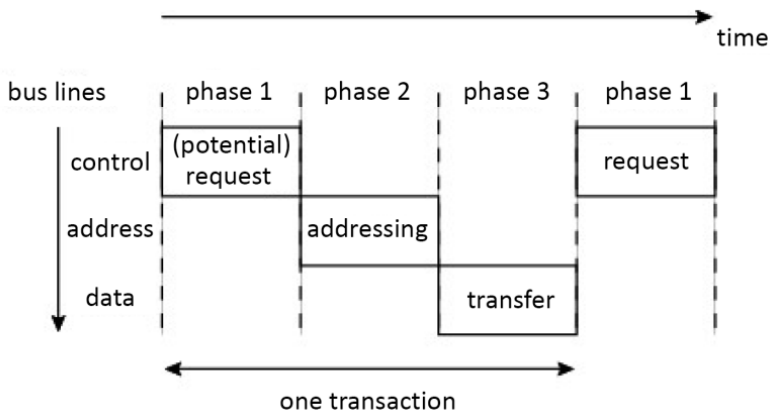 time
bus lines
phase 1
phase 2
phase 3
phase 1
control
(potential)
request
request
address
addressing
data
transfer
one transaction